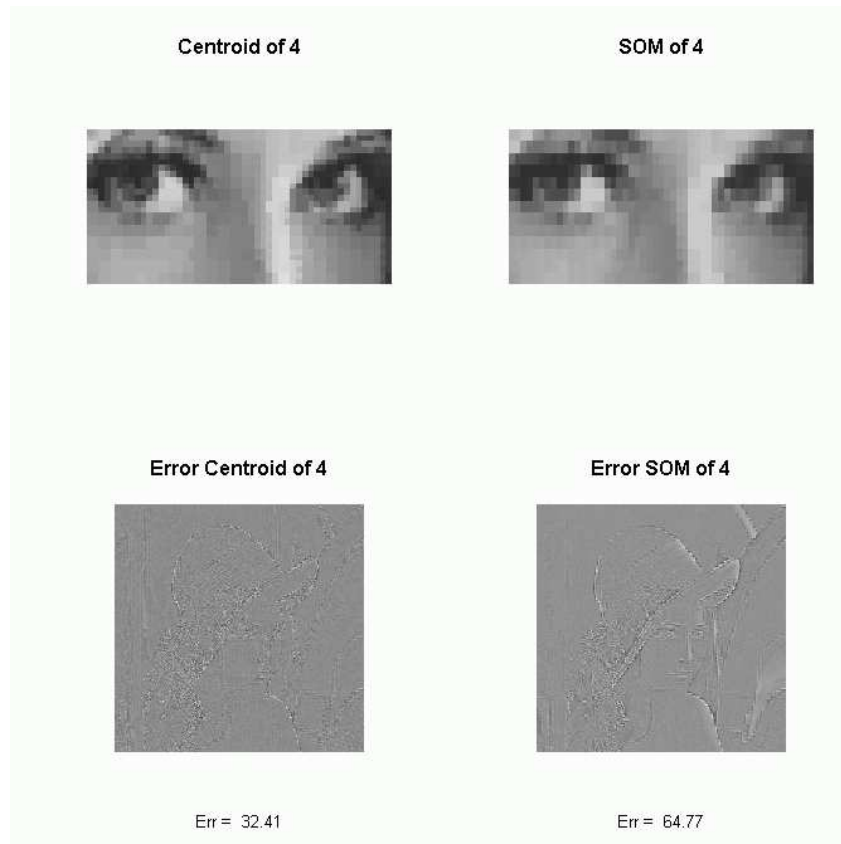 Centroid of 4
SOM of 4
Error Centroid of 4
Error SOM of 4
Err = 32.41
Err = 64.77